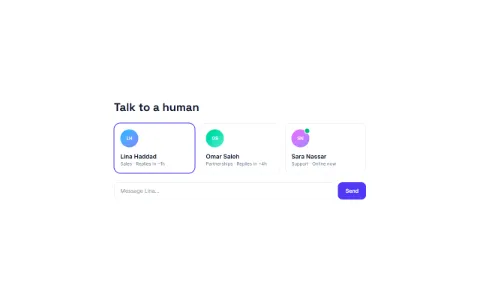 Talk to a human
LH
Lina Haddad
Sales · Replies in ~1h
OS
Omar Saleh
Partnerships · Replies in ~4h
SN
Sara Nassar
Support · Online now
Message Lina...
Send